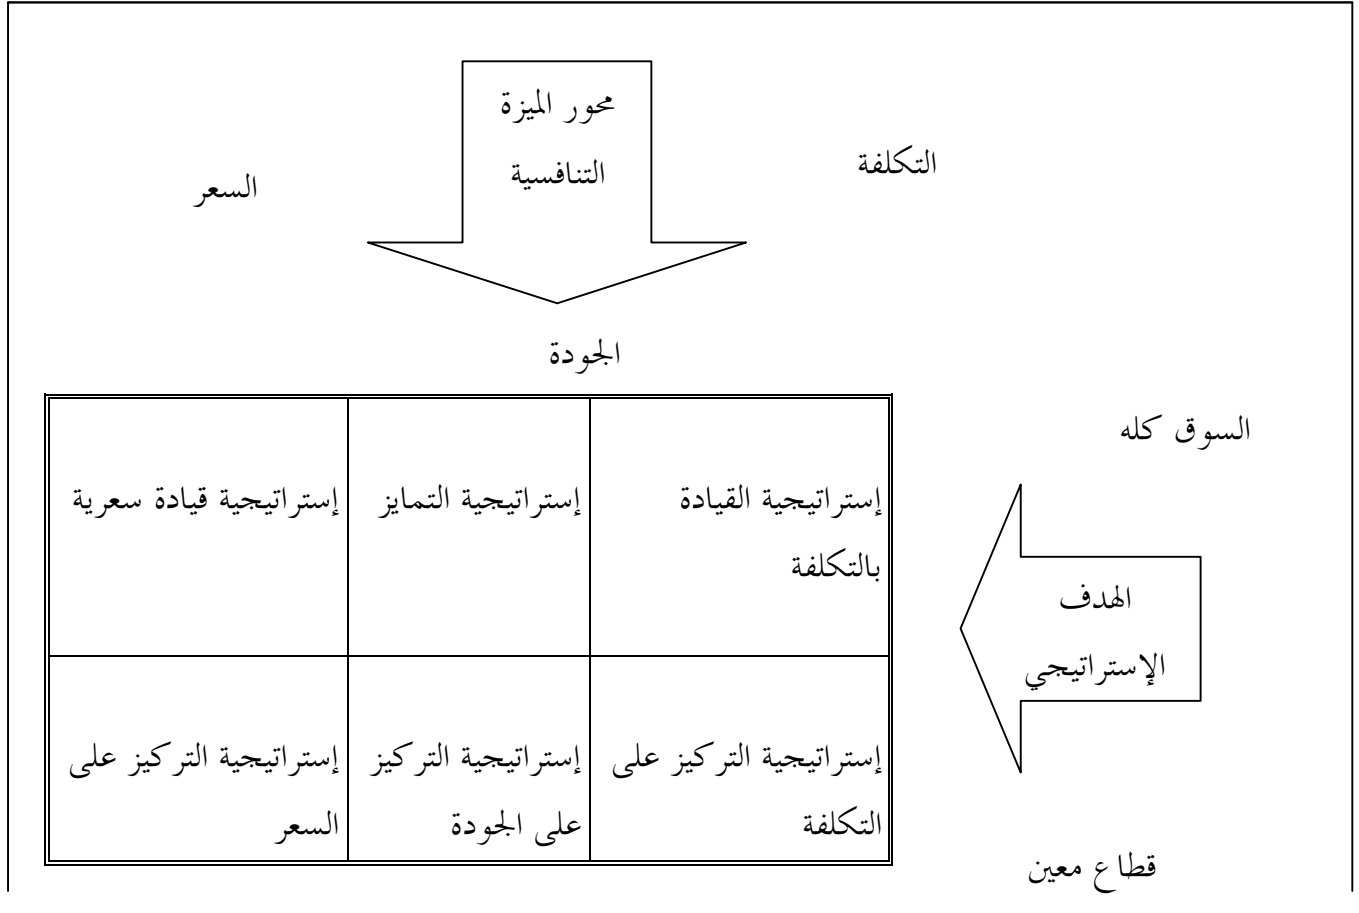 محور الميزة
التنافسية
التكلفة
السعر
الجودة
السوق كله
إستراتيجية القيادة
بالتكلفة
إستراتيجية التمايز
إستراتيجية قيادة سعرية
الهدف
الإستراتيجي
إستراتيجية التركيز على
التكلفة
إستراتيجية التركيز
على الجودة
إستراتيجية التركيز على
السعر
قطاع معين